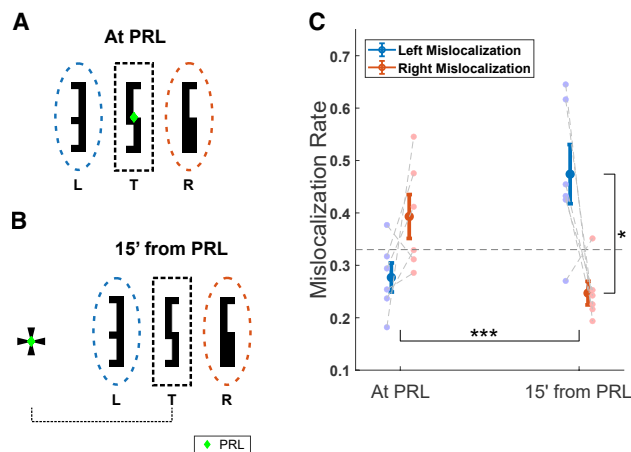 A
At PRL
L T R
B
15' from PRL
L T R
PRL
C
Left Mislocalization
Right Mislocalization
Mislocalization Rate
0.7
0.6
0.5
0.4
0.3
0.2
0.1
*
***
At PRL 15' from PRL